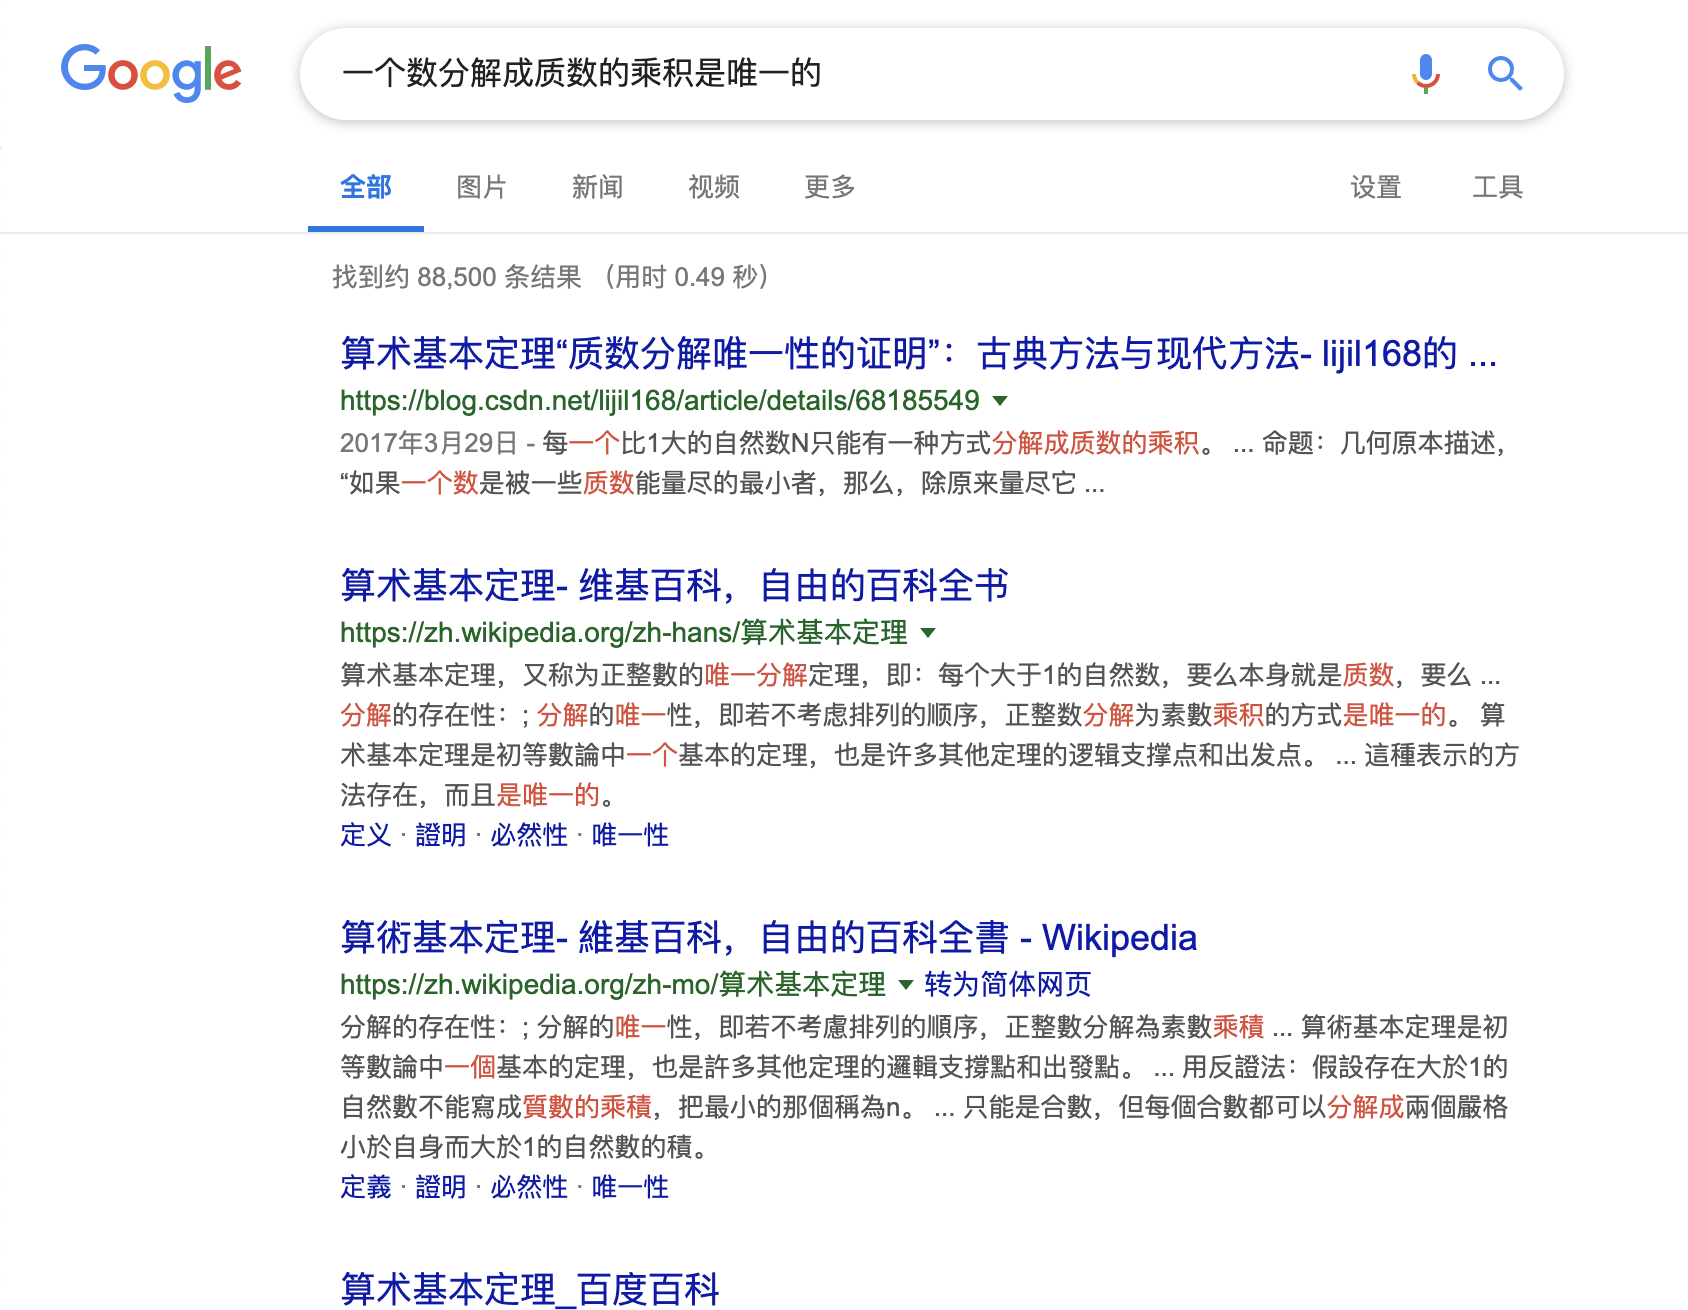 Google
一个数分解成质数的乘积是唯一的
全部 图片 新闻 视频 更多 设置 工具
找到约 88,500 条结果 （用时 0.49 秒）
算术基本定理“质数分解唯一性的证明”：古典方法与现代方法- lijil168的 ...
https://blog.csdn.net/lijil168/article/details/68185549
2017年3月29日 - 每一个比1大的自然数N只能有一种方式分解成质数的乘积。 ... 命题：几何原本描述，
“如果一个数是被一些质数能量尽的最小者，那么，除原来量尽它 ...
算术基本定理- 维基百科，自由的百科全书
https://zh.wikipedia.org/zh-hans/算术基本定理
算术基本定理，又称为正整數的唯一分解定理，即：每个大于1的自然数，要么本身就是质数，要么 ...
分解的存在性：; 分解的唯一性，即若不考虑排列的顺序，正整数分解为素數乘积的方式是唯一的。 算
术基本定理是初等數論中一个基本的定理，也是许多其他定理的逻辑支撑点和出发点。 ... 這種表示的方
法存在，而且是唯一的。
定义 · 證明 · 必然性 · 唯一性
算術基本定理- 維基百科，自由的百科全書 - Wikipedia
https://zh.wikipedia.org/zh-mo/算术基本定理 转为简体网页
分解的存在性：; 分解的唯一性，即若不考慮排列的順序，正整數分解為素數乘積 ... 算術基本定理是初
等數論中一個基本的定理，也是許多其他定理的邏輯支撐點和出發點。 ... 用反證法：假設存在大於1的
自然數不能寫成質數的乘積，把最小的那個稱為n。 ... 只能是合數，但每個合數都可以分解成兩個嚴格
小於自身而大於1的自然數的積。
定義 · 證明 · 必然性 · 唯一性
算术基本定理_百度百科